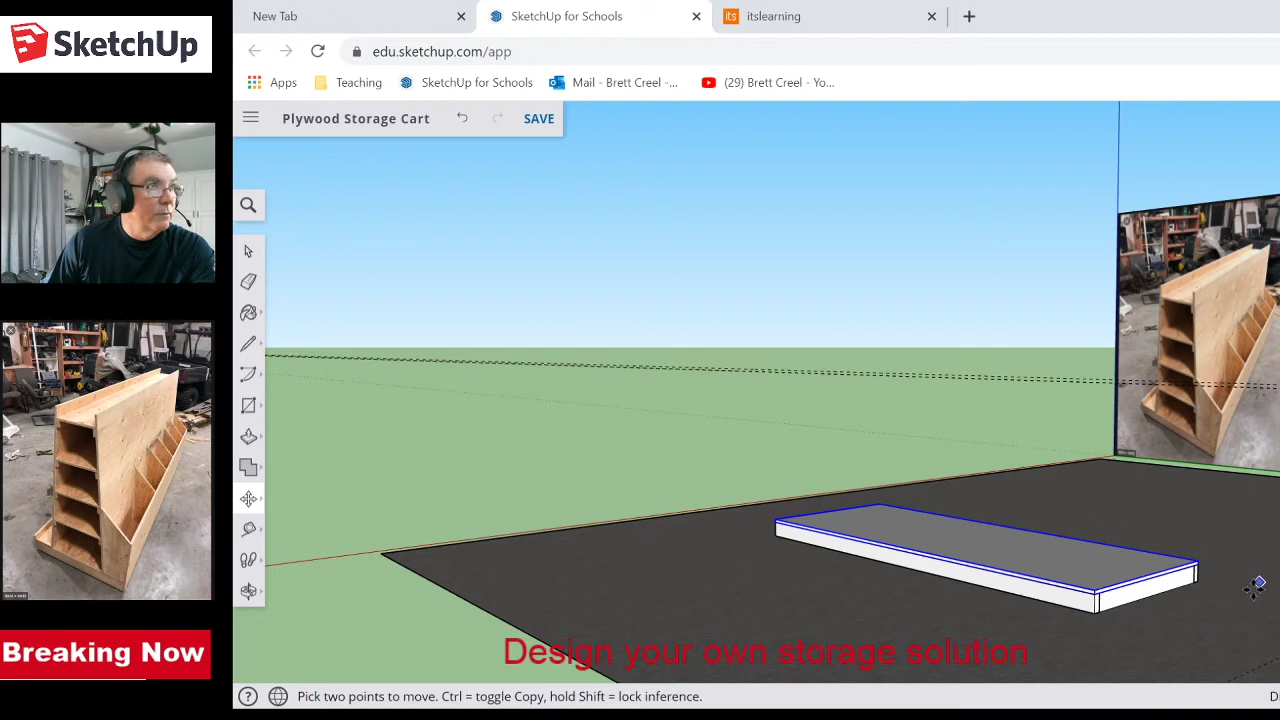 SketchUp
New Tab
SketchUp for Schools
itslearning
its
edu.sketchup.com/app
Apps
Teaching
SketchUp for Schools
Mail - Brett Creel -...
(29) Brett Creel - Yo...
Plywood Storage Cart
SAVE
Breaking Now
Design your own storage solution
Pick two points to move. Ctrl = toggle Copy, hold Shift = lock inference.